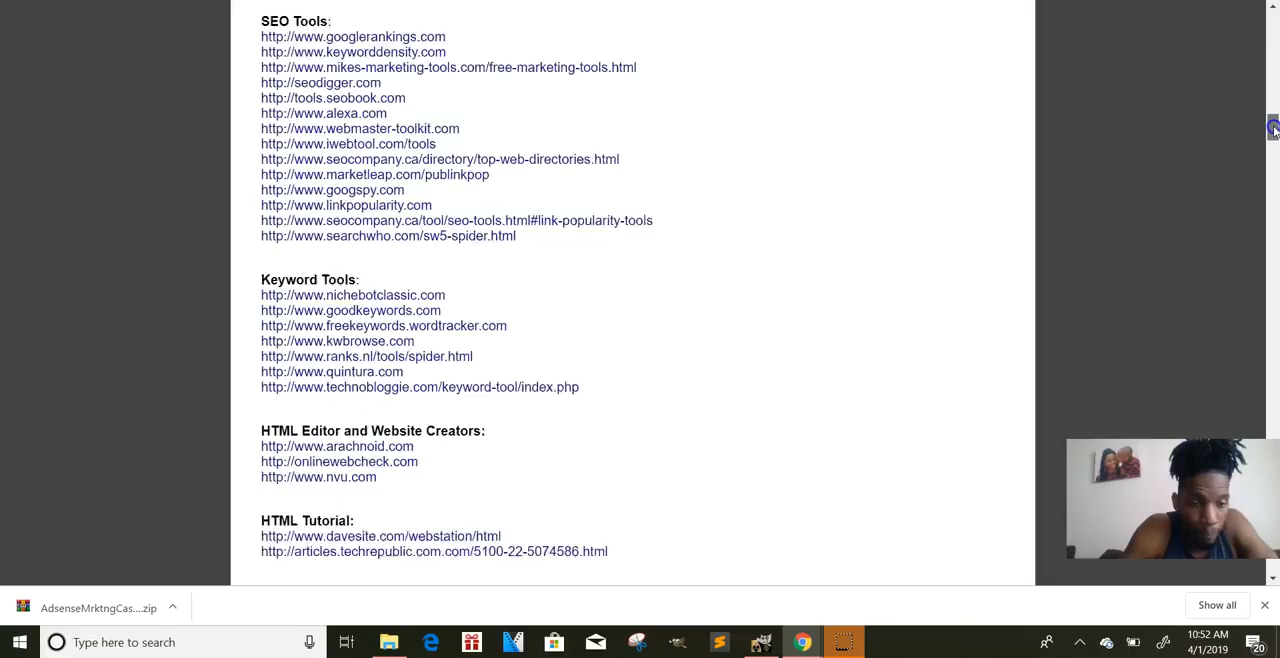 SEO Tools:
http://www.googlerankings.com
http://www.keyworddensity.com
http://www.mikes-marketing-tools.com/free-marketing-tools.html
http://seodigger.com
http://tools.seobook.com
http://www.alexa.com
http://www.webmaster-toolkit.com
http://www.iwebtool.com/tools
http://www.seocompany.ca/directory/top-web-directories.html
http://www.marketleap.com/publinkpop
http://www.googspy.com
http://www.linkpopularity.com
http://www.seocompany.ca/tool/seo-tools.html#link-popularity-tools
http://www.searchwho.com/sw5-spider.html
Keyword Tools:
http://www.nichebotclassic.com
http://www.goodkeywords.com
http://www.freekeywords.wordtracker.com
http://www.kwbrowse.com
http://www.ranks.nl/tools/spider.html
http://www.quintura.com
http://www.technobloggie.com/keyword-tool/index.php
HTML Editor and Website Creators:
http://www.arachnoid.com
http://onlinewebcheck.com
http://www.nvu.com
HTML Tutorial:
http://www.davesite.com/webstation/html
http://articles.techrepublic.com.com/5100-22-5074586.html
AdsenseMrktngCas....zip
Show all
Type here to search
10:52 AM
4/1/2019
20